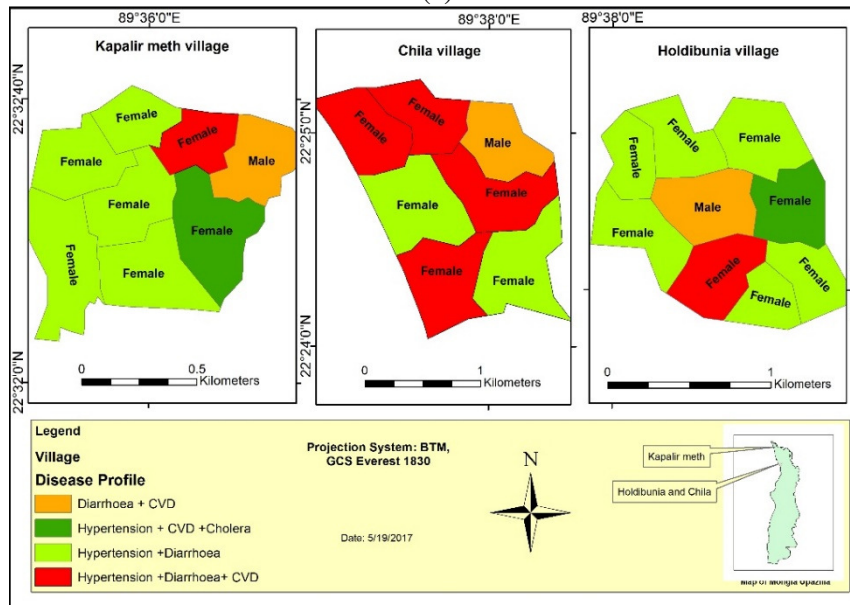 89°36'0"E
89°38'0"E
89°38'0"E
Kapalir meth village
Chila village
Holdibunia village
22°32'40"N
22°32'0"N
22°25'0"N
22°24'0"N
Female
Female
Female
Male
Female
Female
Female
Female
Female
Female
Male
Female
Female
Female
Female
Female
Female
Female
Male
Female
Female
Female
Female
Female
0 0.5
Kilometers
0 1
Kilometers
0 1
Kilometers
Legend
Village
Disease Profile
Diarrhoea + CVD
Hypertension + CVD +Cholera
Hypertension +Diarrhoea
Hypertension +Diarrhoea+ CVD
Projection System: BTM,
GCS Everest 1830
Date: 5/19/2017
N
Kapalir meth
Holdibunia and Chila
Map of Mongla Upazilla